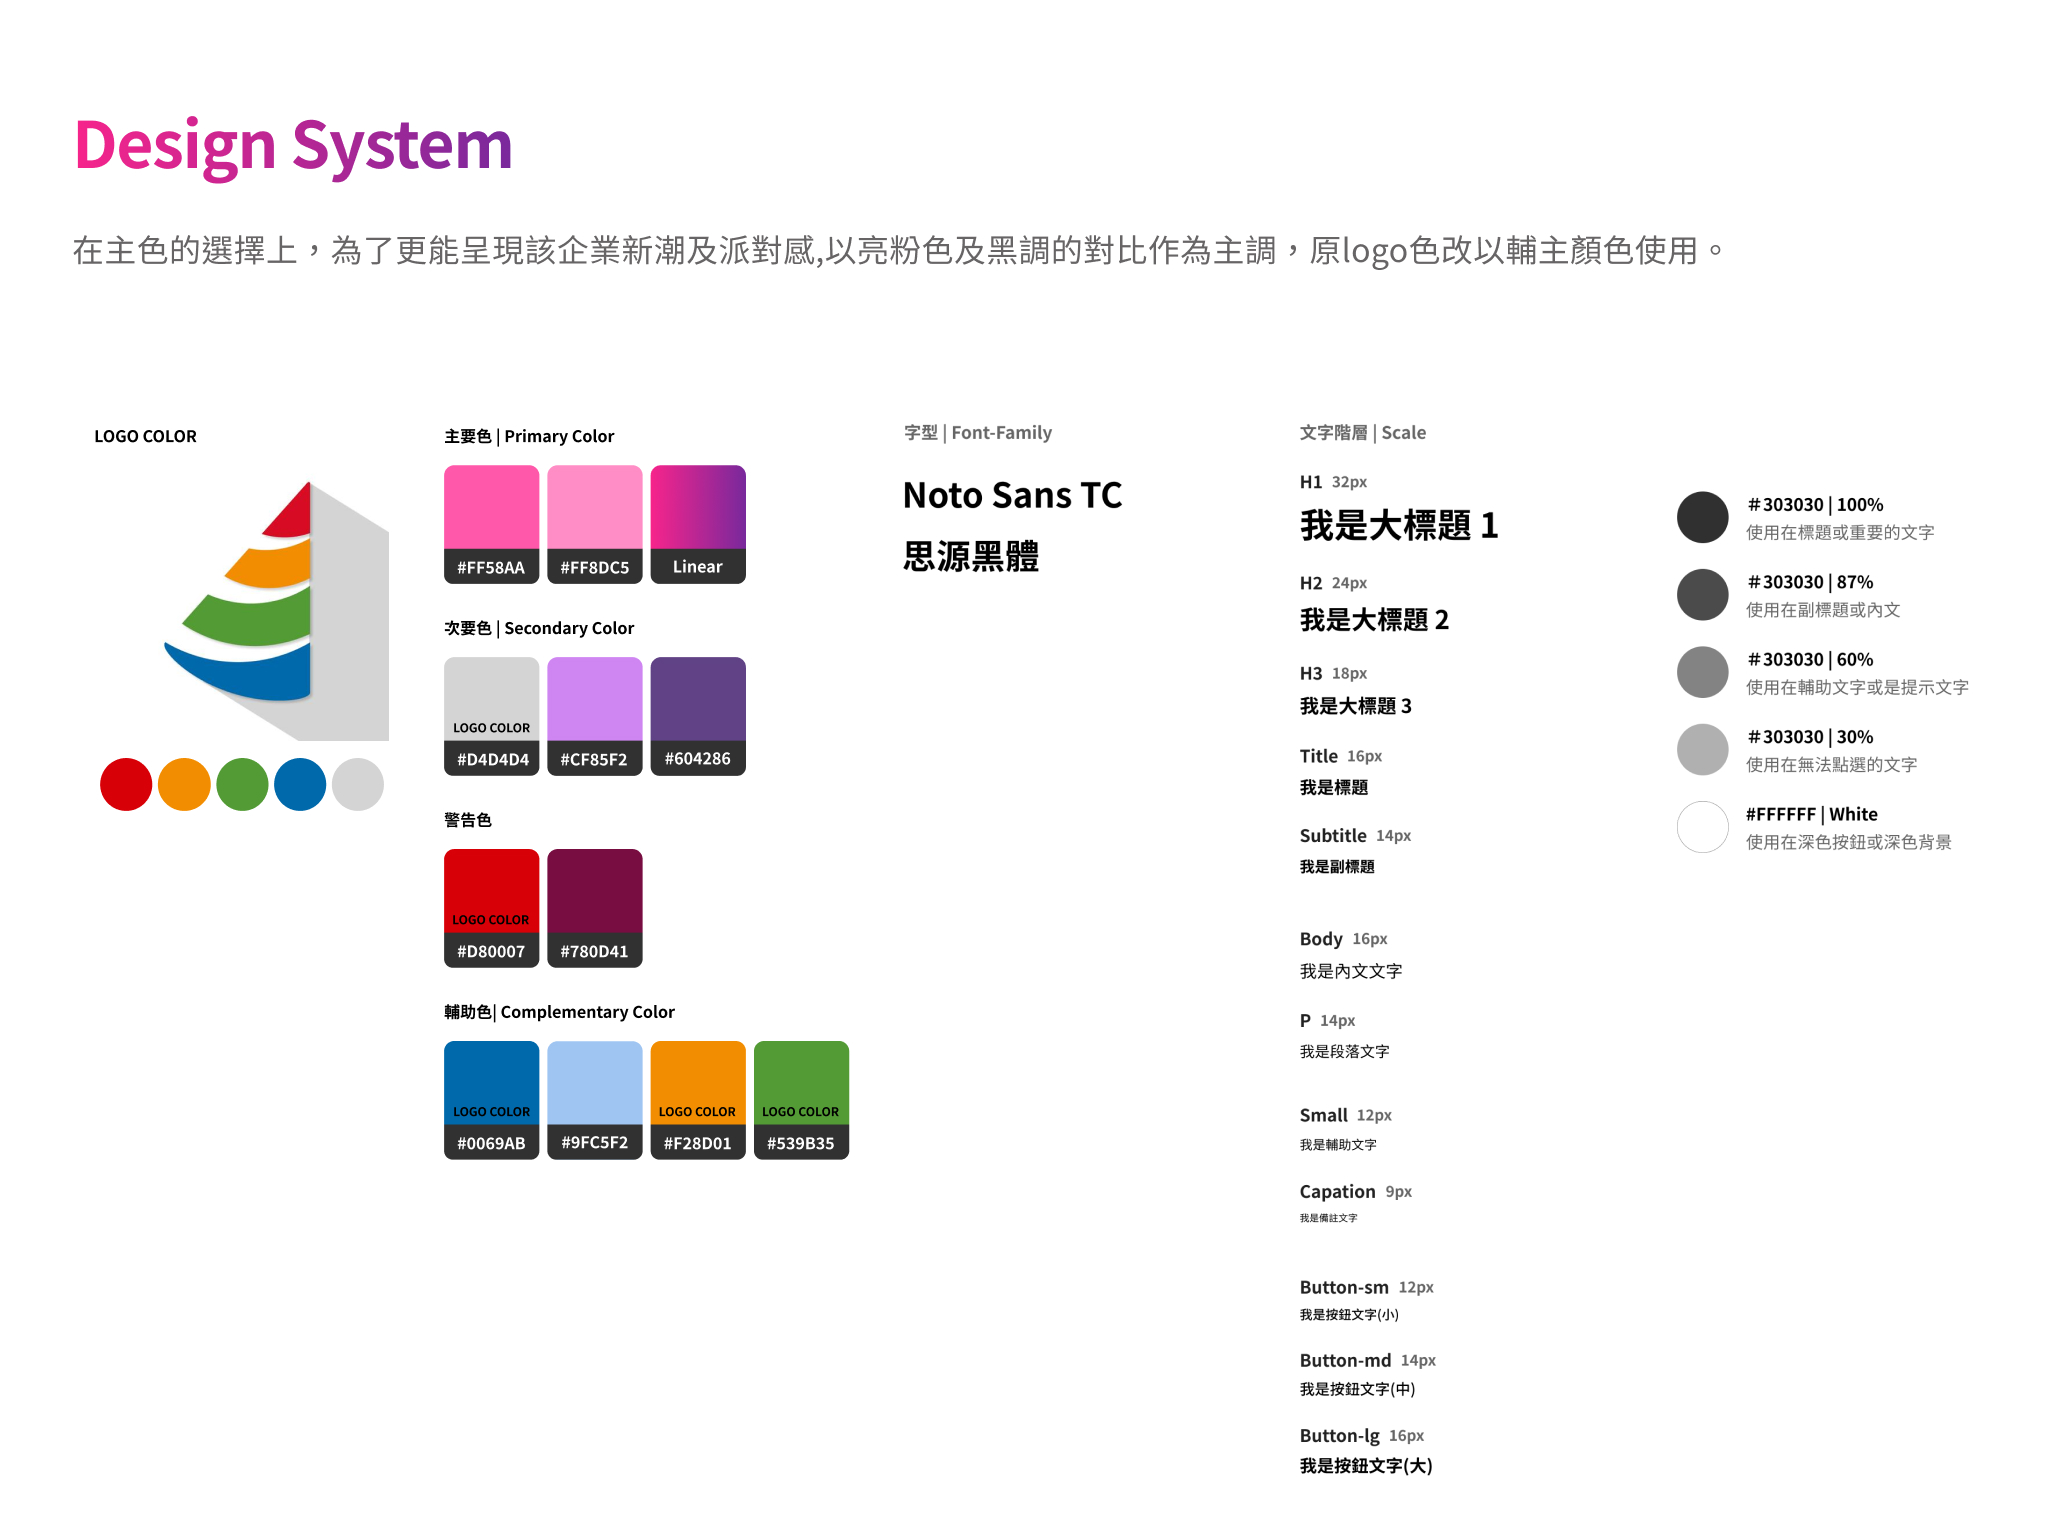 Design System
在主色的選擇上，為了更能呈現該企業新潮及派對感,以亮粉色及黑調的對比作為主調，原logo色改以輔主顏色使用。
LOGO COLOR
主要色 | Primary Color
#FF58AA
#FF8DC5
Linear
次要色 | Secondary Color
LOGO COLOR
#D4D4D4
#CF85F2
#604286
警告色
LOGO COLOR
#D80007
#780D41
輔助色| Complementary Color
LOGO COLOR
#0069AB
#9FC5F2
LOGO COLOR
#F28D01
LOGO COLOR
#539B35
字型 | Font-Family
Noto Sans TC
思源黑體
文字階層 | Scale
H1 32px
我是大標題 1
H2 24px
我是大標題 2
H3 18px
我是大標題 3
Title 16px
我是標題
Subtitle 14px
我是副標題
Body 16px
我是內文文字
P 14px
我是段落文字
Small 12px
我是輔助文字
Capation 9px
我是備註文字
Button-sm 12px
我是按鈕文字(小)
Button-md 14px
我是按鈕文字(中)
Button-lg 16px
我是按鈕文字(大)
＃303030 | 100%
使用在標題或重要的文字
＃303030 | 87%
使用在副標題或內文
＃303030 | 60%
使用在輔助文字或是提示文字
＃303030 | 30%
使用在無法點選的文字
#FFFFFF | White
使用在深色按鈕或深色背景